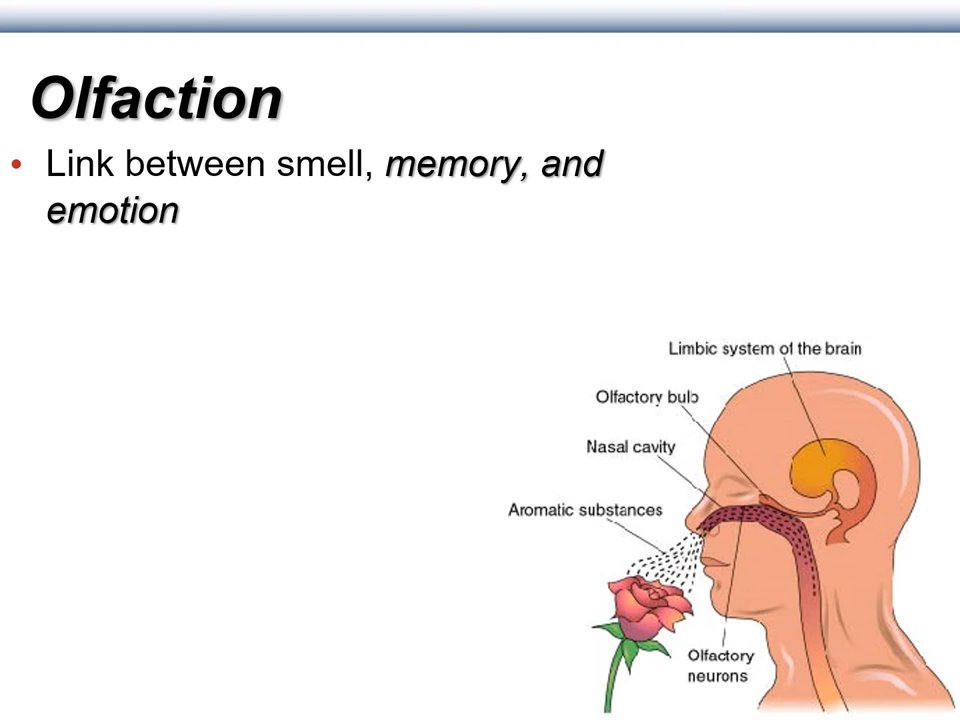 Olfaction
• Link between smell, memory, and
emotion
Limbic system of the brain
Olfactory bulb
Nasal cavity
Aromatic substances
Olfactory
neurons